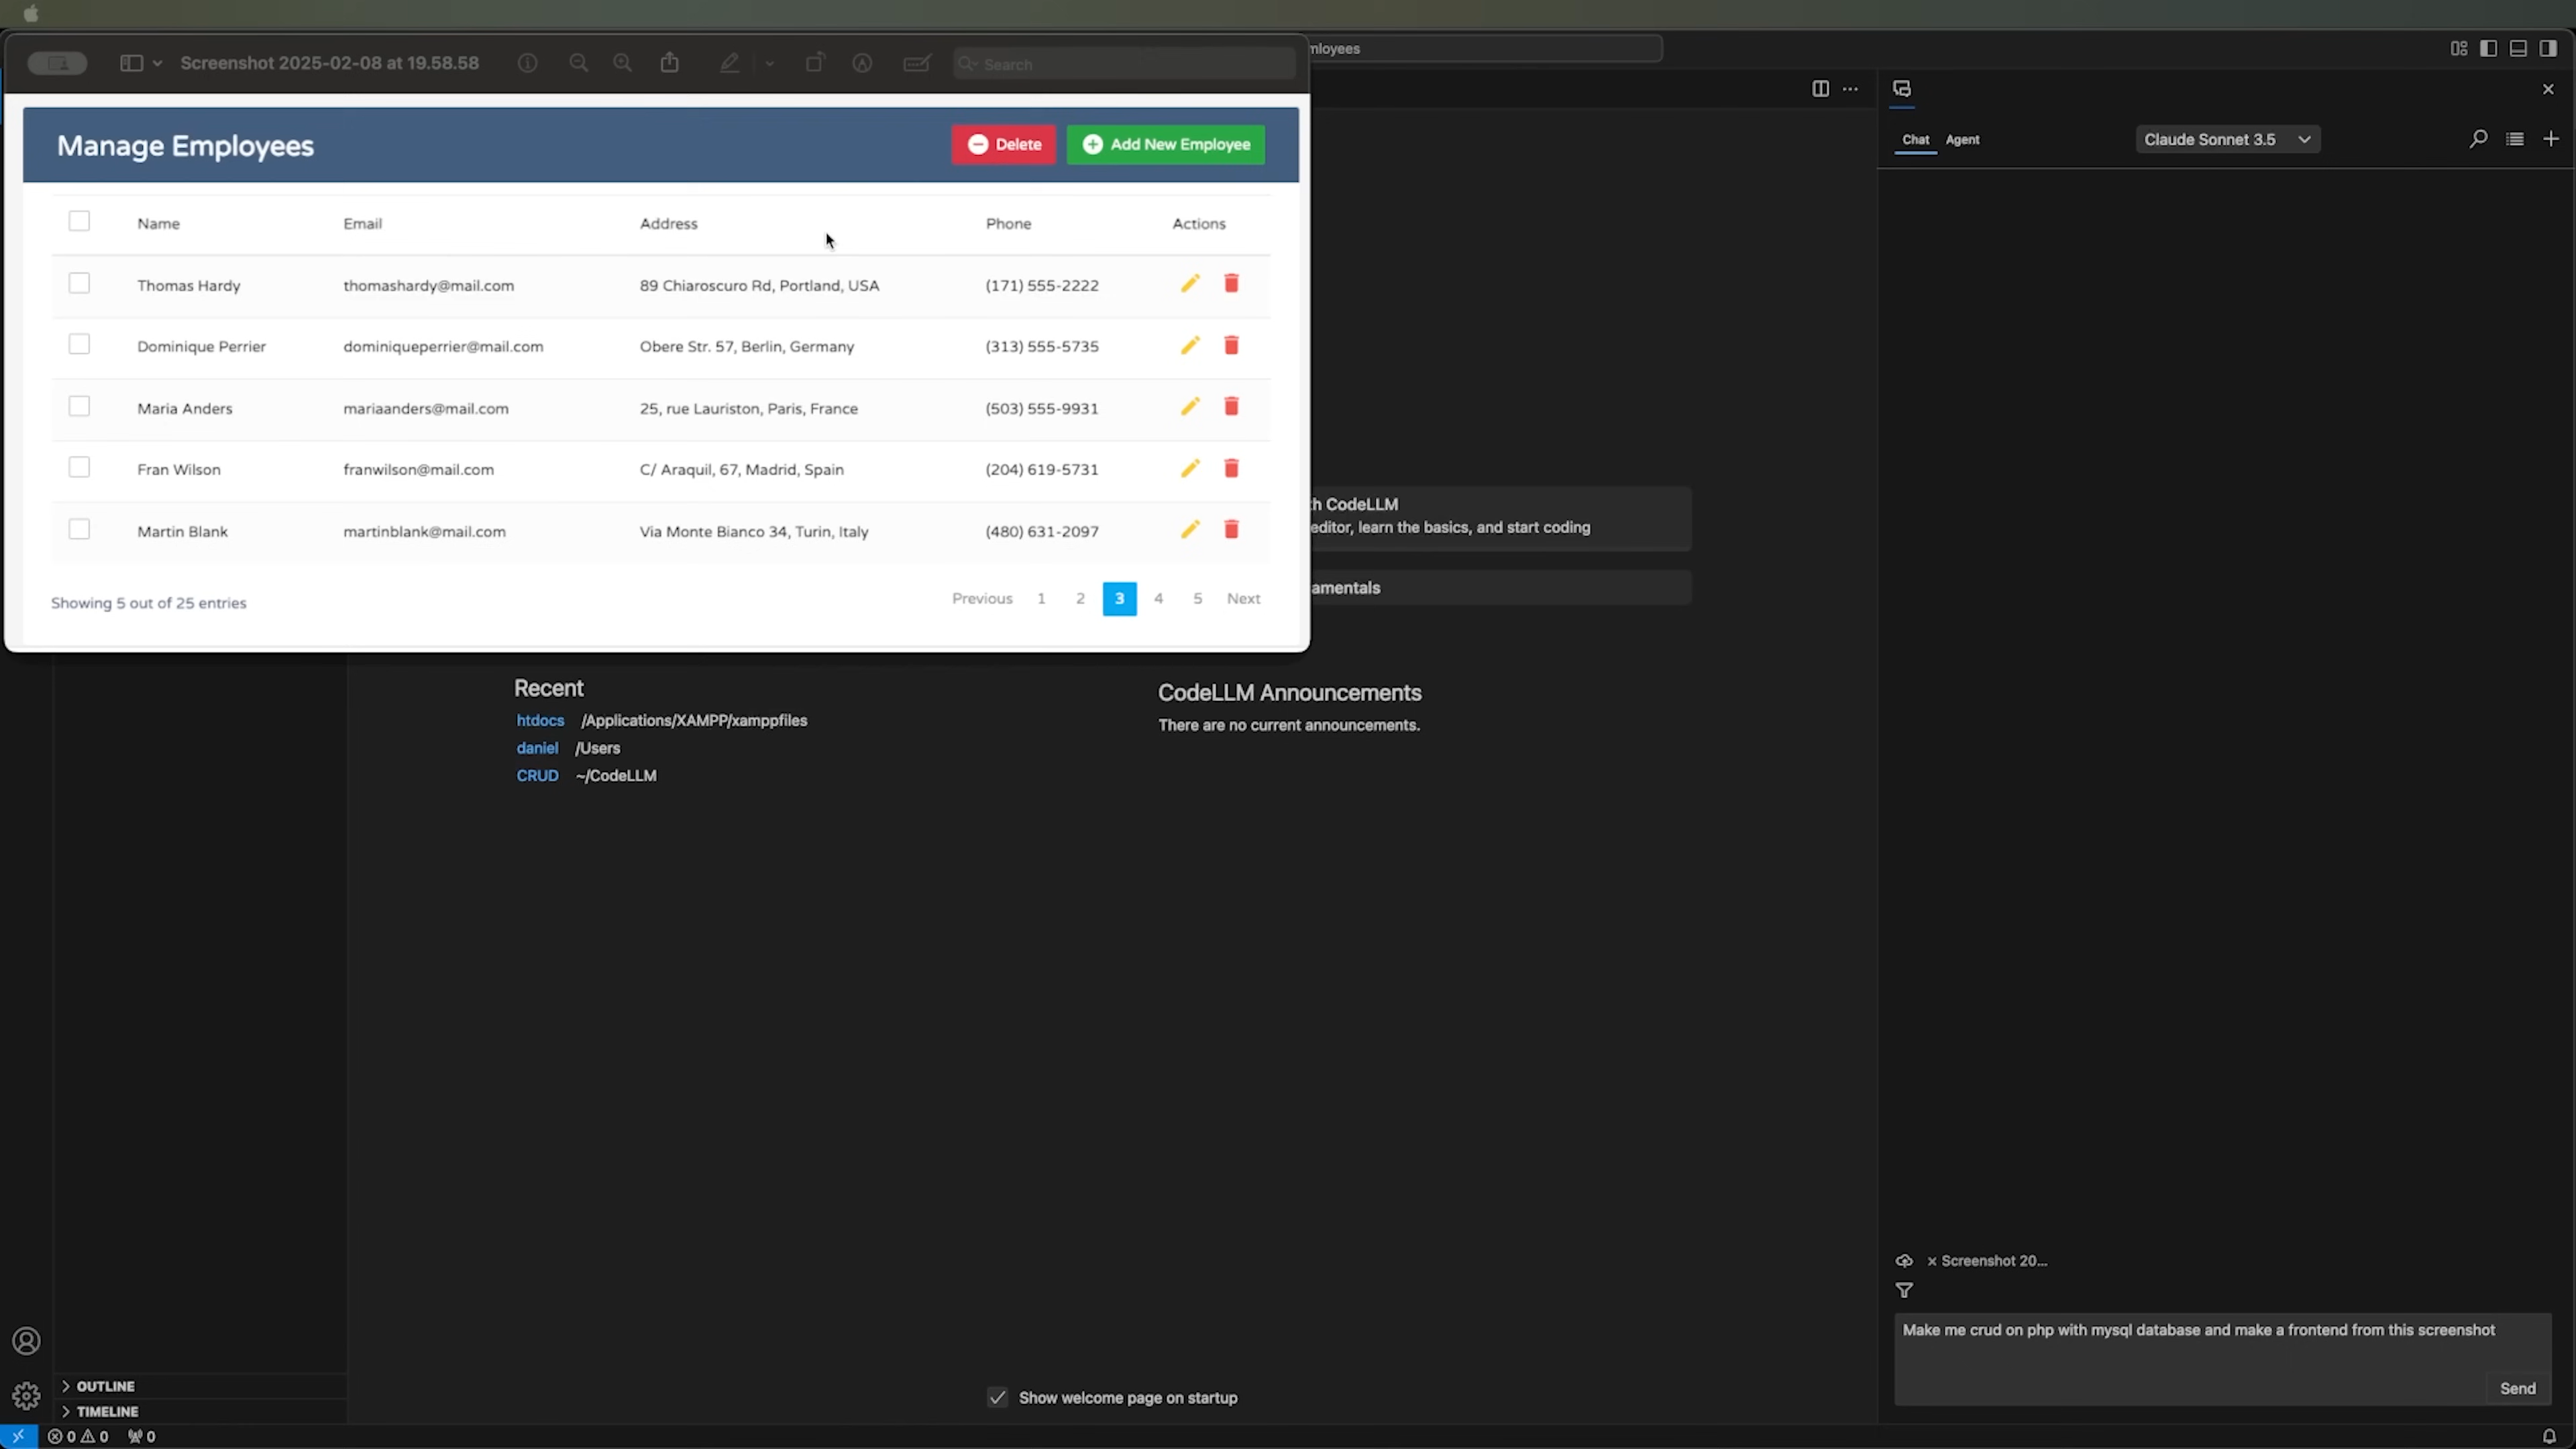 Screenshot 2025-02-08 at 19.58.58
Search
mloyees
Manage Employees
Delete
Add New Employee
Name Email Address Phone Actions
Thomas Hardy thomashardy@mail.com 89 Chiaroscuro Rd, Portland, USA (171) 555-2222
Dominique Perrier dominiqueperrier@mail.com Obere Str. 57, Berlin, Germany (313) 555-5735
Maria Anders mariaanders@mail.com 25, rue Lauriston, Paris, France (503) 555-9931
Fran Wilson franwilson@mail.com C/ Araquil, 67, Madrid, Spain (204) 619-5731
Martin Blank martinblank@mail.com Via Monte Bianco 34, Turin, Italy (480) 631-2097
Showing 5 out of 25 entries
Previous 1 2 3 4 5 Next
h CodeLLM
editor, learn the basics, and start coding
amentals
Recent
htdocs /Applications/XAMPP/xamppfiles
daniel /Users
CRUD ~/CodeLLM
CodeLLM Announcements
There are no current announcements.
Show welcome page on startup
OUTLINE
TIMELINE
0 0 0
Chat Agent
Claude Sonnet 3.5
× Screenshot 20...
Make me crud on php with mysql database and make a frontend from this screenshot
Send